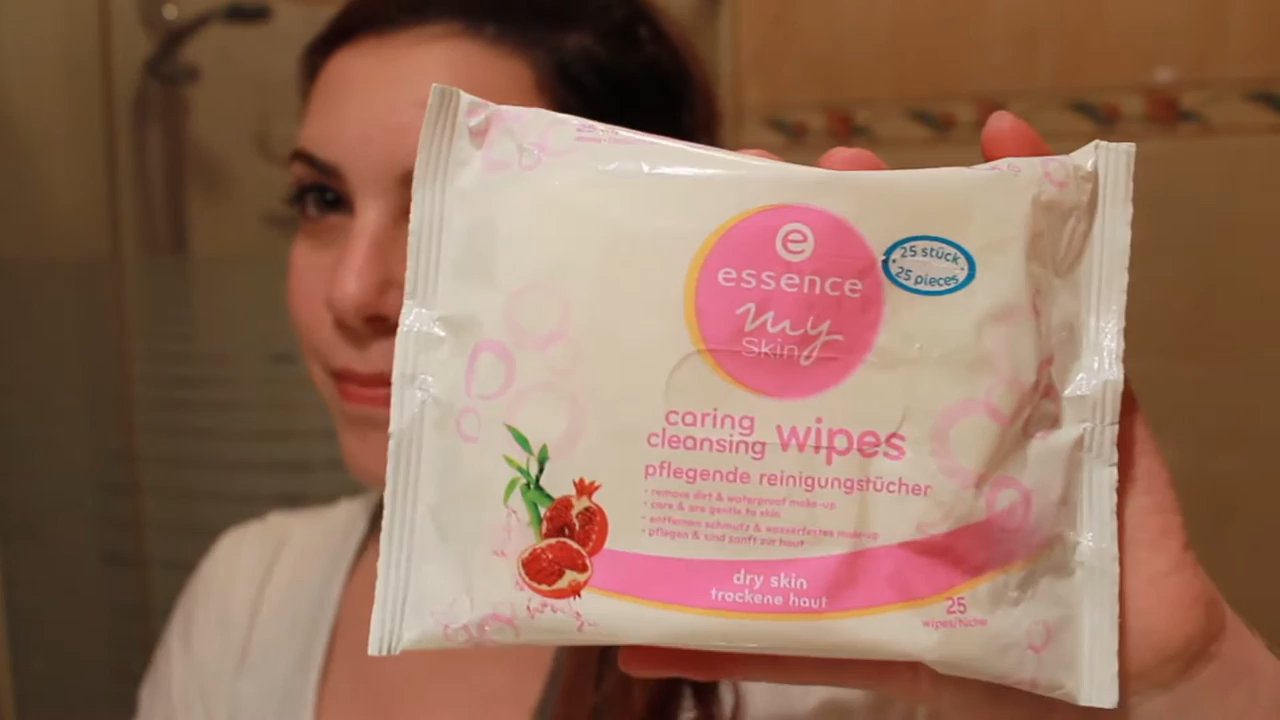 e
essence
my
skin
25 stück
25 pieces
caring
cleansing wipes
pflegende reinigungstücher
• remove dirt & waterproof make-up
• care & are gentle to skin
• entfernen schmutz & wasserfestes make-up
• pflegen & sind sanft zur haut
dry skin
trockene haut
25
wipes/tücher